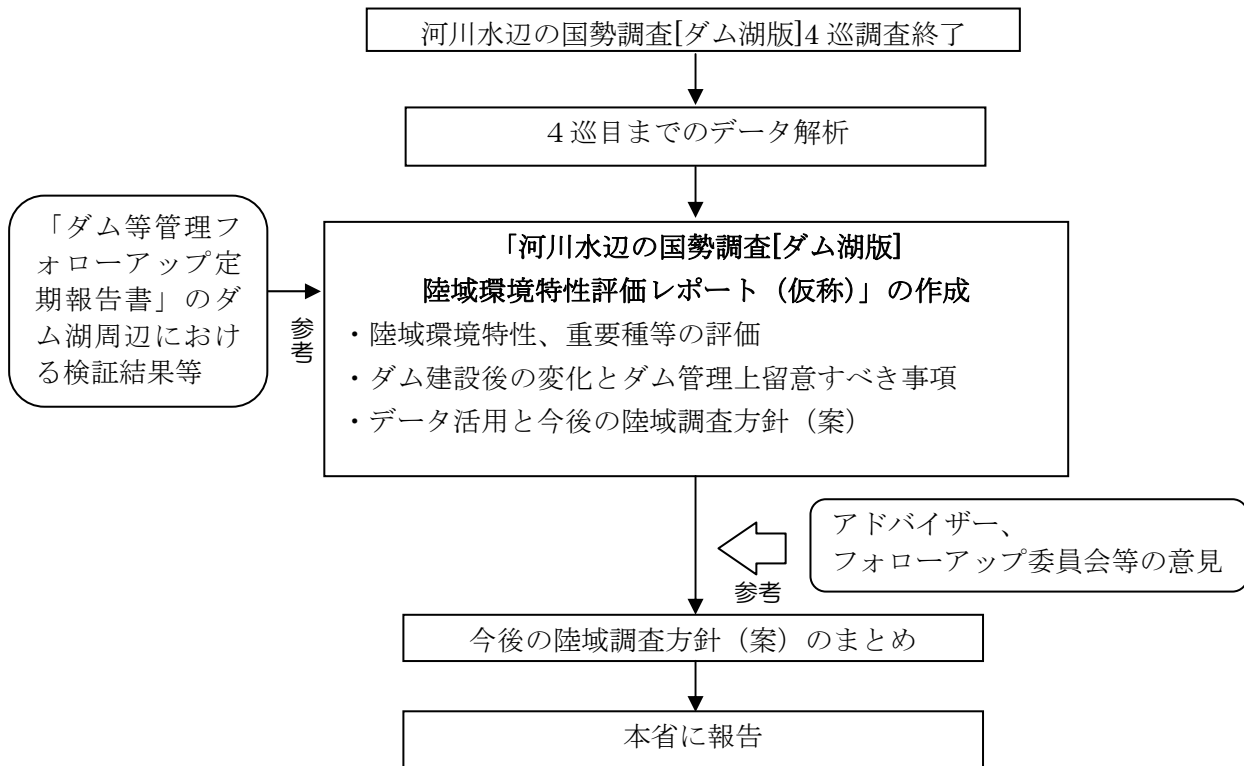 河川水辺の国勢調査[ダム湖版]4巡調査終了
４巡目までのデータ解析
「ダム等管理フ
ォローアップ定
期報告書」のダ
ム湖周辺におけ
る検証結果等
参考
「河川水辺の国勢調査[ダム湖版]
陸域環境特性評価レポート（仮称）」の作成
・陸域環境特性、重要種等の評価
・ダム建設後の変化とダム管理上留意すべき事項
・データ活用と今後の陸域調査方針（案）
アドバイザー、
フォローアップ委員会等の意見
参考
今後の陸域調査方針（案）のまとめ
本省に報告